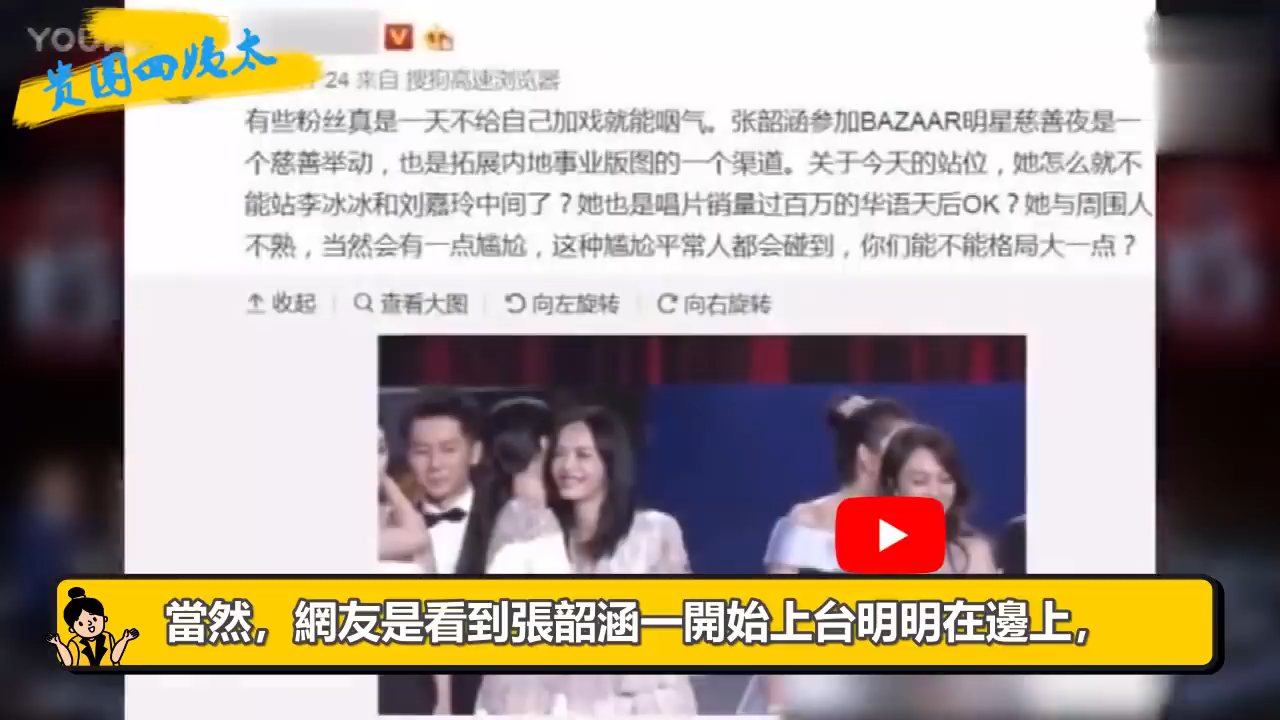 YOU
贵圈四姨太
24 来自 搜狗高速浏览器
有些粉丝真是一天不给自己加戏就能咽气。张韶涵参加BAZAAR明星慈善夜是一
个慈善举动，也是拓展内地事业版图的一个渠道。关于今天的站位，她怎么就不
能站李冰冰和刘嘉玲中间了？她也是唱片销量过百万的华语天后OK？她与周围人
不熟，当然会有一点尴尬，这种尴尬平常人都会碰到，你们能不能格局大一点？
收起 查看大图 向左旋转 向右旋转
當然，網友是看到張韶涵一開始上台明明在邊上，